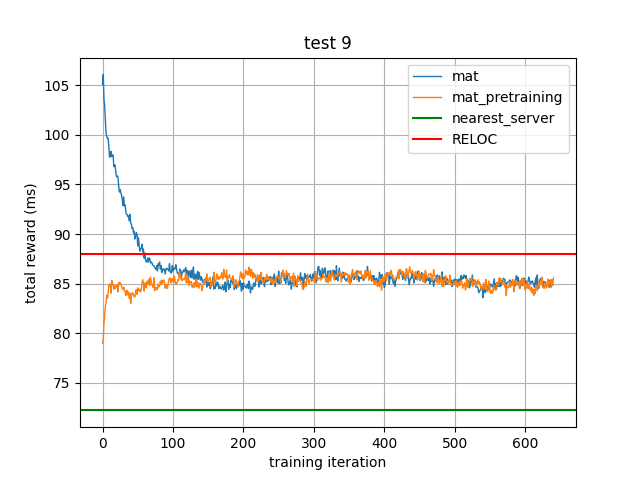 test 9
total reward (ms)
105
100
95
90
85
80
75
mat
mat_pretraining
nearest_server
RELOC
0 100 200 300 400 500 600
training iteration